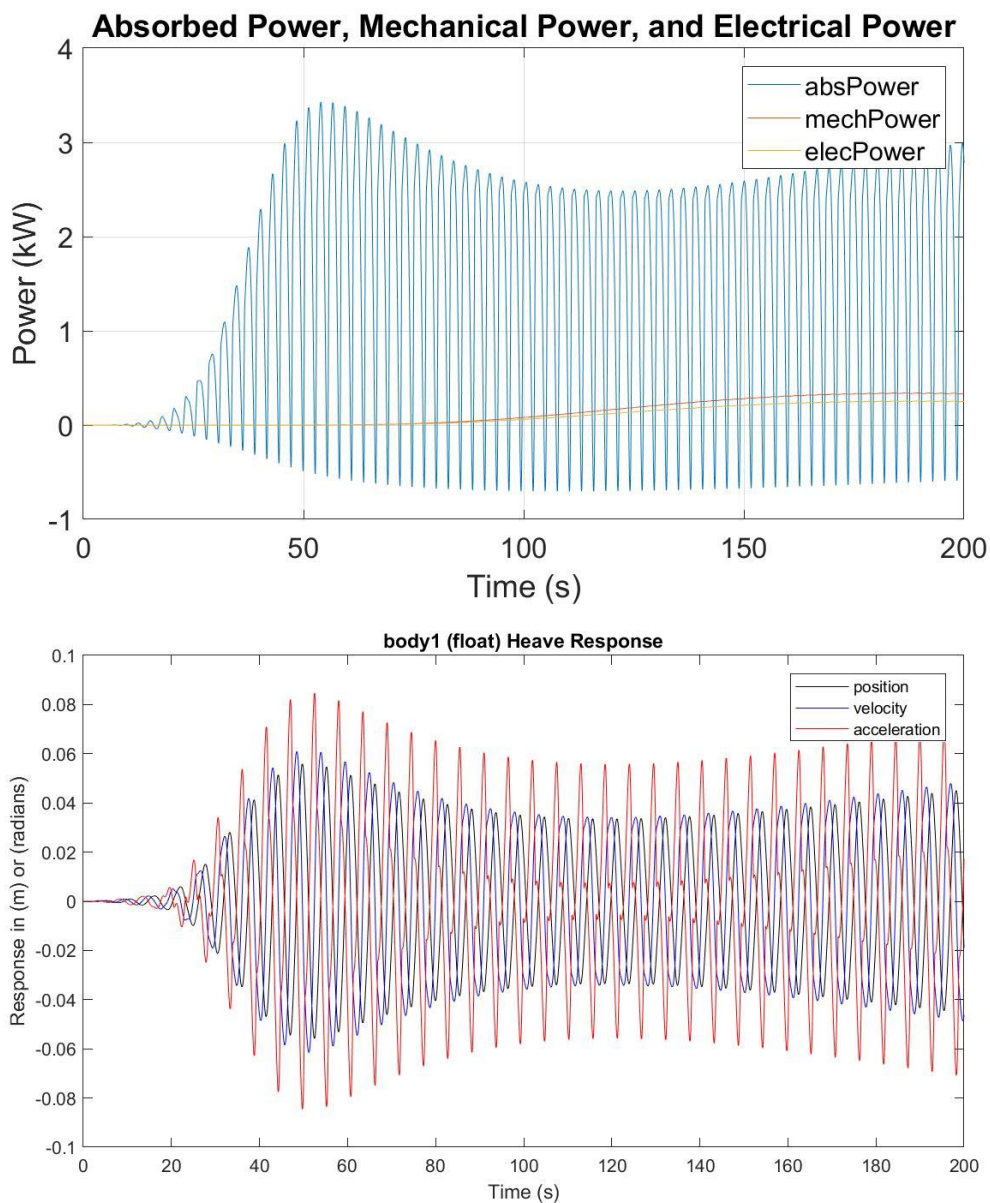 Absorbed Power, Mechanical Power, and Electrical Power
4
3
2
1
0
-1
Power (kW)
absPower
mechPower
elecPower
0 50 100 150 200
Time (s)
body1 (float) Heave Response
0.1
0.08
0.06
0.04
0.02
0
-0.02
-0.04
-0.06
-0.08
-0.1
Response in (m) or (radians)
position
velocity
acceleration
0 20 40 60 80 100 120 140 160 180 200
Time (s)